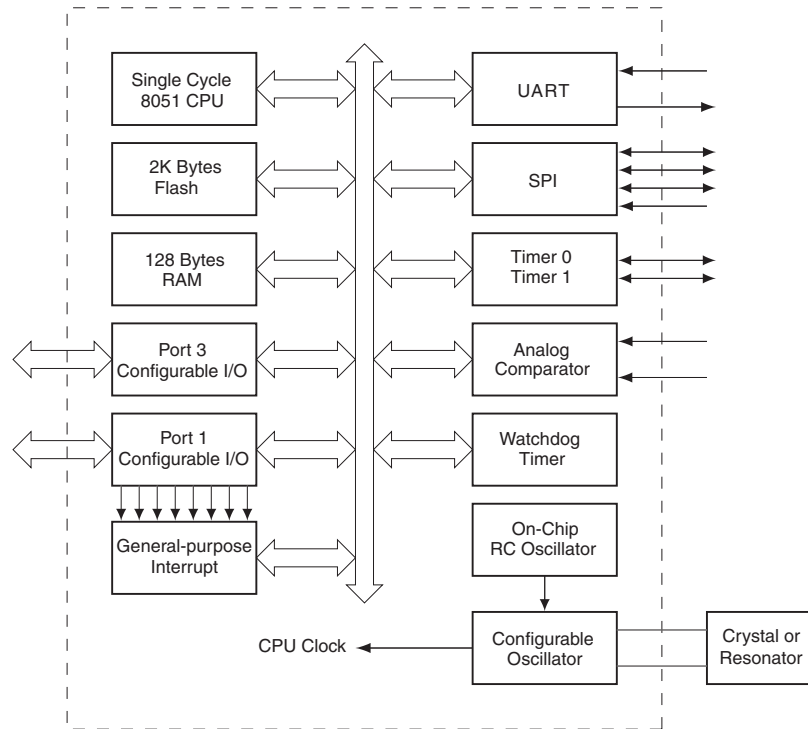 Single Cycle
8051 CPU
UART
2K Bytes
Flash
SPI
128 Bytes
RAM
Timer 0
Timer 1
Port 3
Configurable I/O
Analog
Comparator
Port 1
Configurable I/O
Watchdog
Timer
General-purpose
Interrupt
On-Chip
RC Oscillator
CPU Clock
Configurable
Oscillator
Crystal or
Resonator